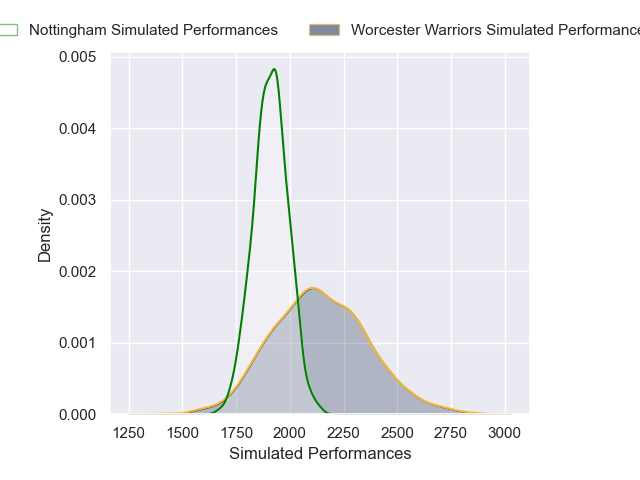 Nottingham Simulated Performances Worcester Warriors Simulated Performance
0.005
0.004
0.003
0.002
0.001
0.000
Density
1250 1500 1750 2000 2250 2500 2750 3000
Simulated Performances